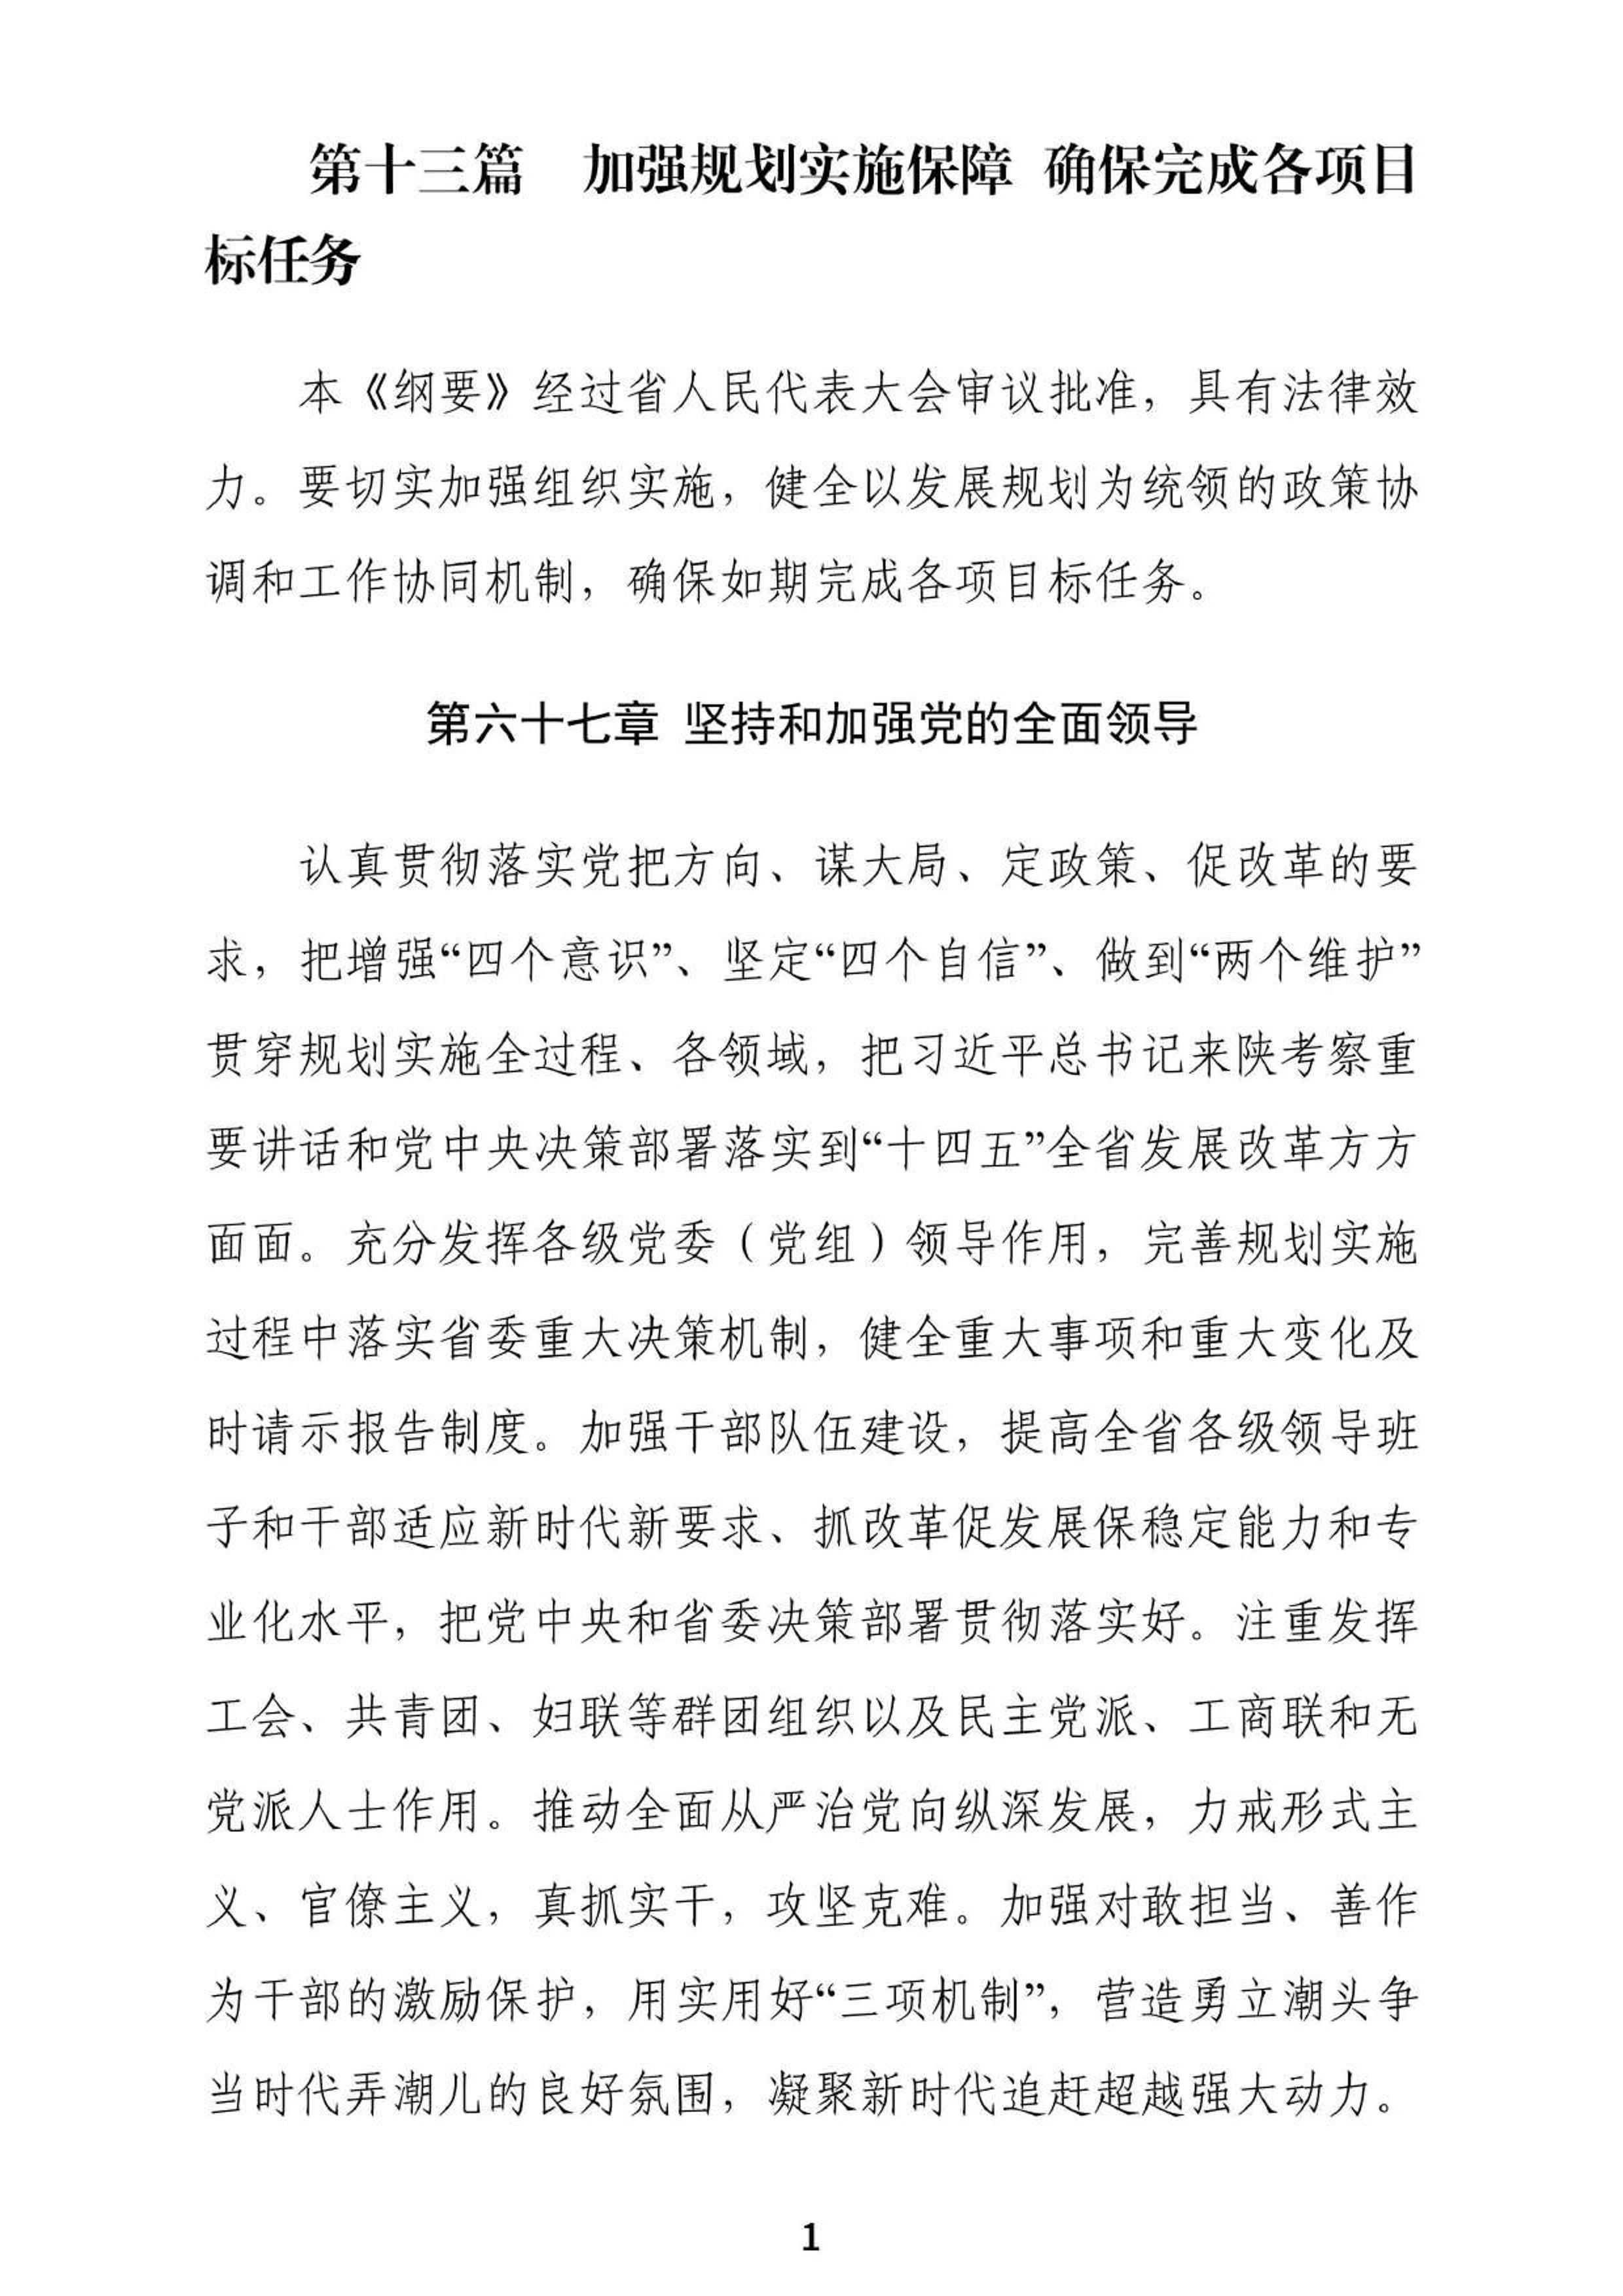 第十三篇　加强规划实施保障 确保完成各项目
标任务
本《纲要》经过省人民代表大会审议批准，具有法律效
力。要切实加强组织实施，健全以发展规划为统领的政策协
调和工作协同机制，确保如期完成各项目标任务。
第六十七章 坚持和加强党的全面领导
认真贯彻落实党把方向、谋大局、定政策、促改革的要
求，把增强“四个意识”、坚定“四个自信”、做到“两个维护”
贯穿规划实施全过程、各领域，把习近平总书记来陕考察重
要讲话和党中央决策部署落实到“十四五”全省发展改革方方
面面。充分发挥各级党委（党组）领导作用，完善规划实施
过程中落实省委重大决策机制，健全重大事项和重大变化及
时请示报告制度。加强干部队伍建设，提高全省各级领导班
子和干部适应新时代新要求、抓改革促发展保稳定能力和专
业化水平，把党中央和省委决策部署贯彻落实好。注重发挥
工会、共青团、妇联等群团组织以及民主党派、工商联和无
党派人士作用。推动全面从严治党向纵深发展，力戒形式主
义、官僚主义，真抓实干，攻坚克难。加强对敢担当、善作
为干部的激励保护，用实用好“三项机制”，营造勇立潮头争
当时代弄潮儿的良好氛围，凝聚新时代追赶超越强大动力。
1